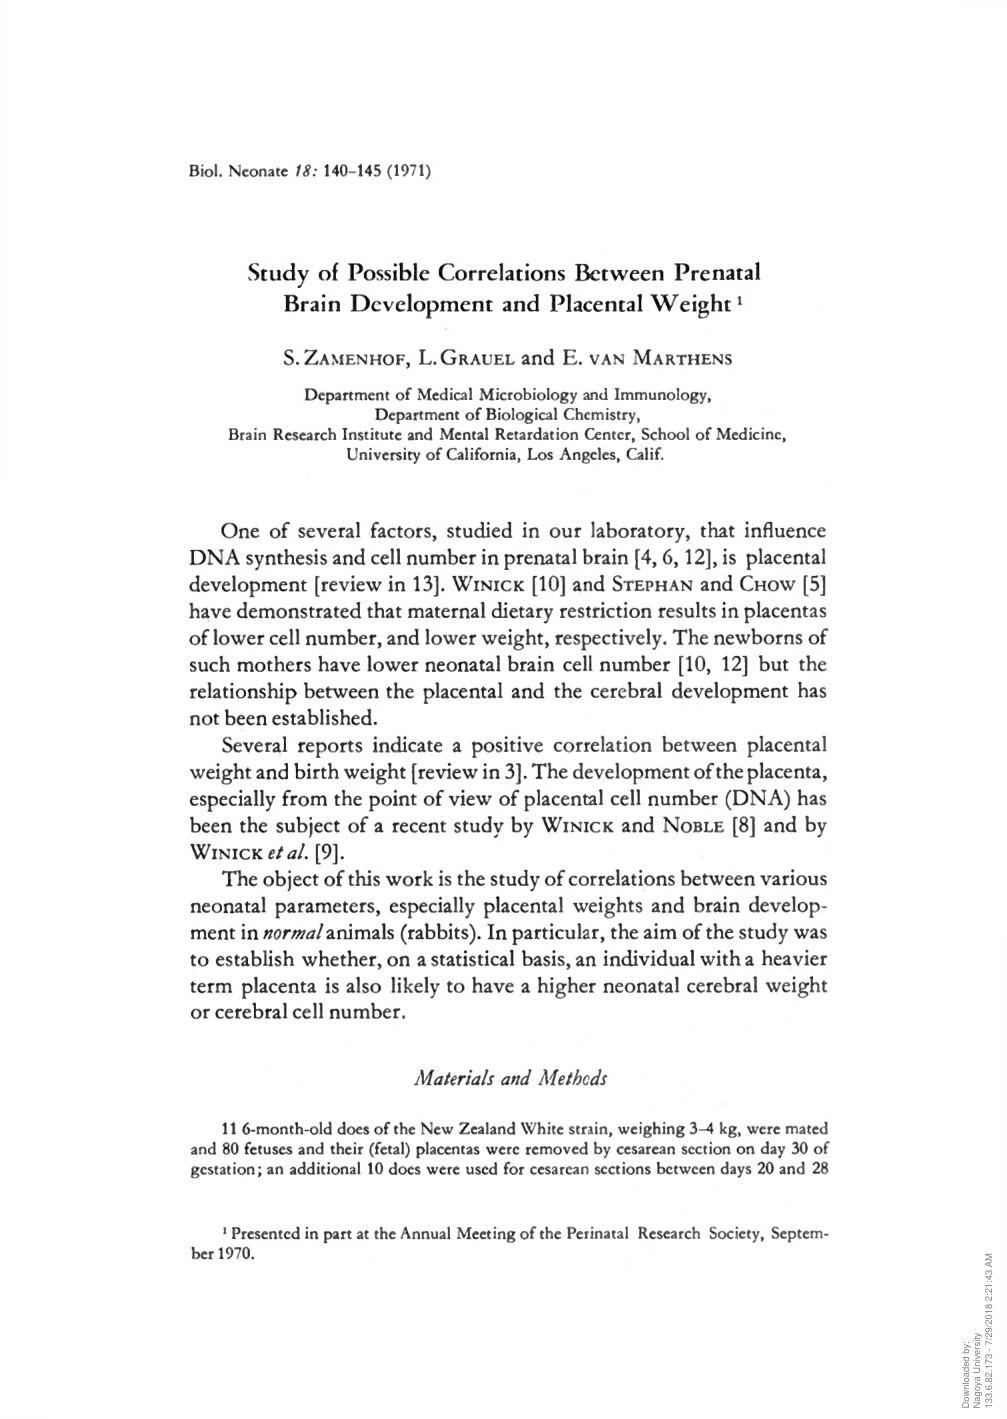 Biol. Neonate 18: 140–145 (1971)
Study of Possible Correlations Between Prenatal
Brain Development and Placental Weight ¹
S. ZAMENHOF, L. GRAUEL and E. VAN MARTHENS
Department of Medical Microbiology and Immunology,
Department of Biological Chemistry,
Brain Research Institute and Mental Retardation Center, School of Medicine,
University of California, Los Angeles, Calif.
One of several factors, studied in our laboratory, that influence
DNA synthesis and cell number in prenatal brain [4, 6, 12], is placental
development [review in 13]. WINICK [10] and STEPHAN and CHOW [5]
have demonstrated that maternal dietary restriction results in placentas
of lower cell number, and lower weight, respectively. The newborns of
such mothers have lower neonatal brain cell number [10, 12] but the
relationship between the placental and the cerebral development has
not been established.
Several reports indicate a positive correlation between placental
weight and birth weight [review in 3]. The development of the placenta,
especially from the point of view of placental cell number (DNA) has
been the subject of a recent study by WINICK and NOBLE [8] and by
WINICK et al. [9].
The object of this work is the study of correlations between various
neonatal parameters, especially placental weights and brain develop-
ment in normal animals (rabbits). In particular, the aim of the study was
to establish whether, on a statistical basis, an individual with a heavier
term placenta is also likely to have a higher neonatal cerebral weight
or cerebral cell number.
Materials and Methods
11 6-month-old does of the New Zealand White strain, weighing 3–4 kg, were mated
and 80 fetuses and their (fetal) placentas were removed by cesarean section on day 30 of
gestation; an additional 10 does were used for cesarean sections between days 20 and 28
¹ Presented in part at the Annual Meeting of the Perinatal Research Society, Septem-
ber 1970.
Downloaded by:
Nagoya University
133.6.82.173 - 7/29/2018 2:21:43 AM